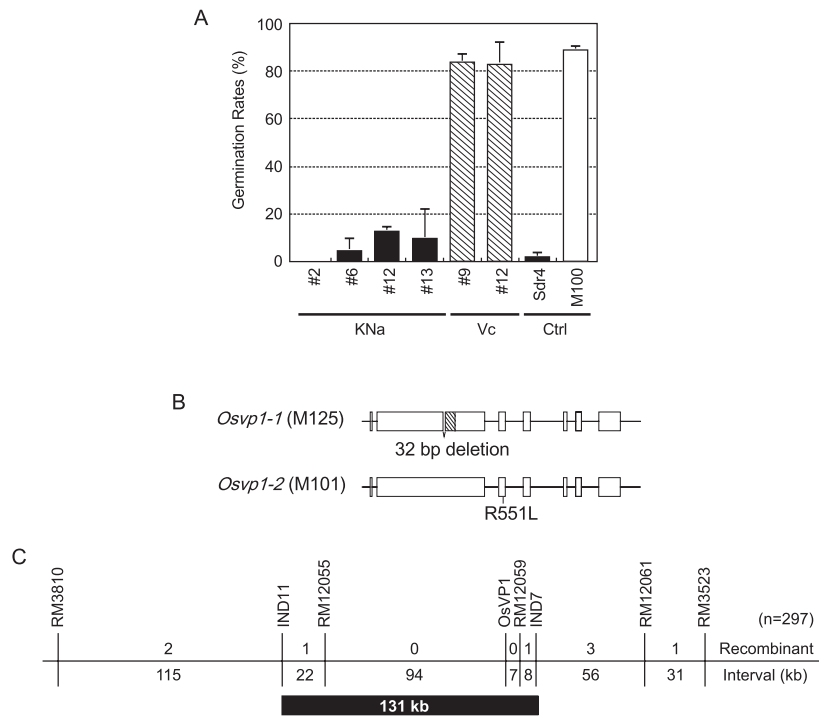 A
Germination Rates (%)
100
80
60
40
20
0
#2 #6 #12 #13 #9 #12 Sdr4 M100
KNa Vc Ctrl
B
Osvp1-1 (M125)
32 bp deletion
Osvp1-2 (M101)
R551L
C
RM3810 IND11 RM12055 OsVP1 RM12059 IND7 RM12061 RM3523
(n=297)
2 1 0 0 1 3 1 Recombinant
115 22 94 7 8 56 31 Interval (kb)
131 kb